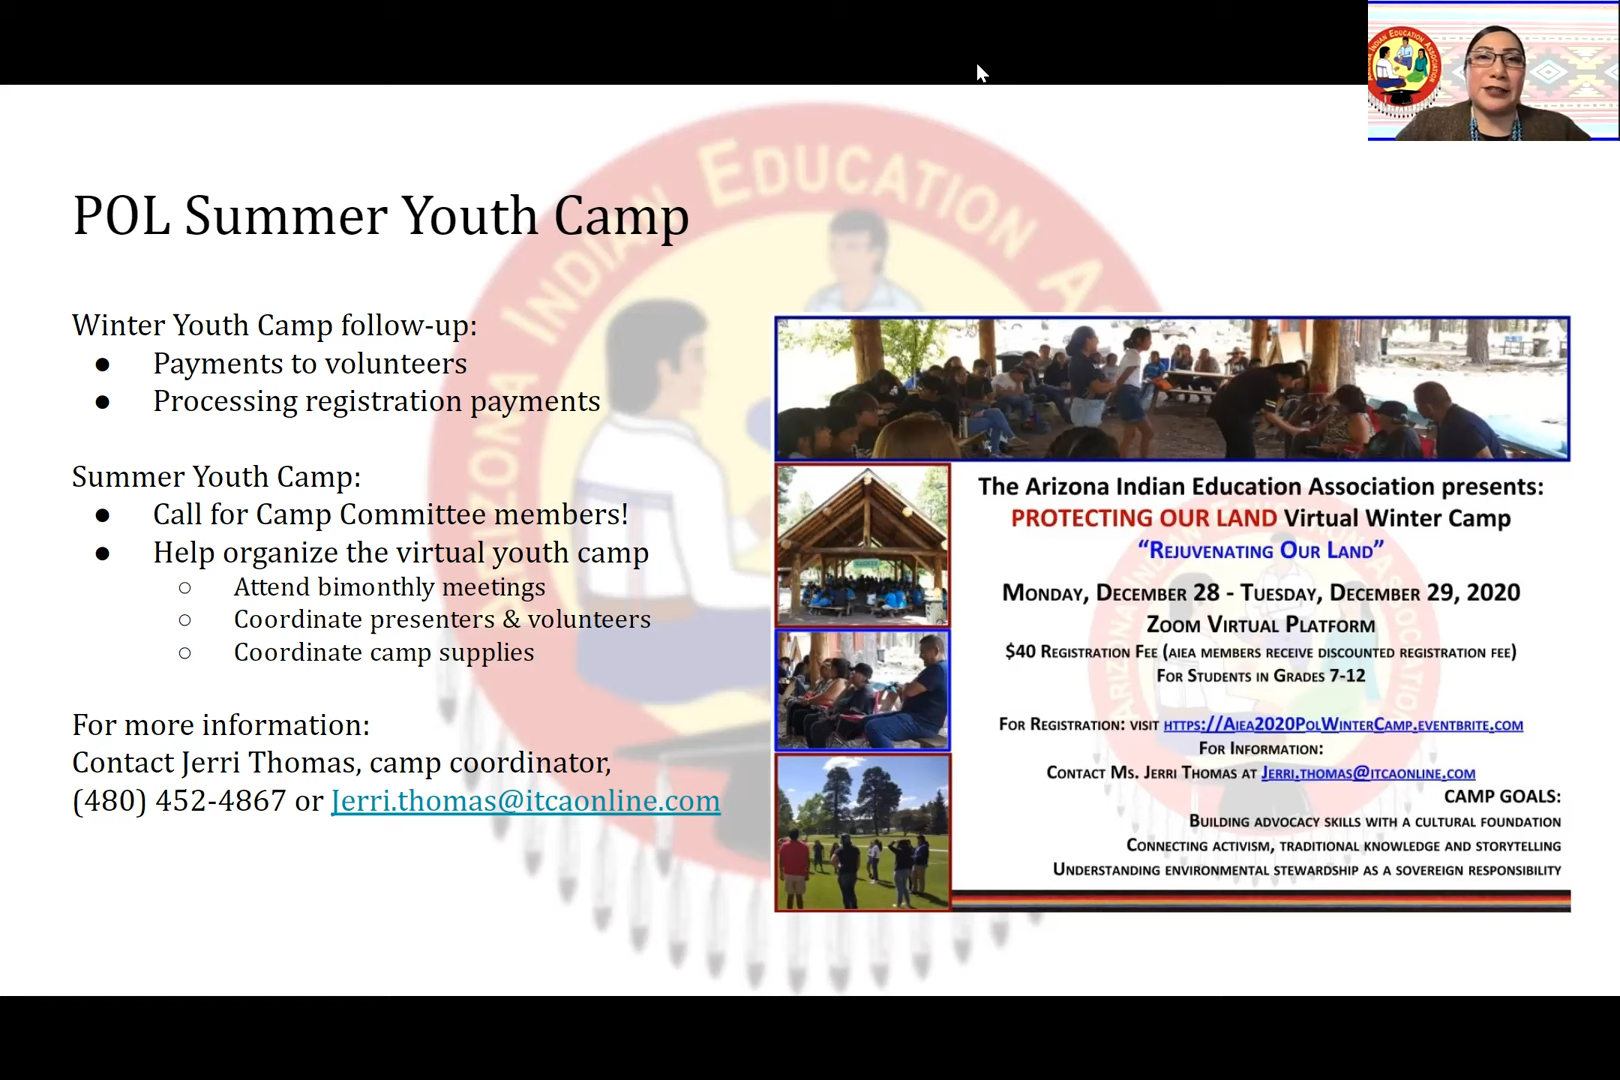 INDIAN EDUCATION ASSOCIATION
ARIZONA INDIAN EDUCATION A
POL Summer Youth Camp
Winter Youth Camp follow-up:
● Payments to volunteers
● Processing registration payments
Summer Youth Camp:
● Call for Camp Committee members!
● Help organize the virtual youth camp
○ Attend bimonthly meetings
○ Coordinate presenters & volunteers
○ Coordinate camp supplies
For more information:
Contact Jerri Thomas, camp coordinator,
(480) 452-4867 or Jerri.thomas@itcaonline.com
The Arizona Indian Education Association presents:
PROTECTING OUR LAND Virtual Winter Camp
“REJUVENATING OUR LAND”
MONDAY, DECEMBER 28 - TUESDAY, DECEMBER 29, 2020
ZOOM VIRTUAL PLATFORM
$40 REGISTRATION FEE (AIEA MEMBERS RECEIVE DISCOUNTED REGISTRATION FEE)
FOR STUDENTS IN GRADES 7-12
FOR REGISTRATION: VISIT HTTPS://AIEA2020POLWINTERCAMP.EVENTBRITE.COM
FOR INFORMATION:
CONTACT MS. JERRI THOMAS AT JERRI.THOMAS@ITCAONLINE.COM
CAMP GOALS:
BUILDING ADVOCACY SKILLS WITH A CULTURAL FOUNDATION
CONNECTING ACTIVISM, TRADITIONAL KNOWLEDGE AND STORYTELLING
UNDERSTANDING ENVIRONMENTAL STEWARDSHIP AS A SOVEREIGN RESPONSIBILITY